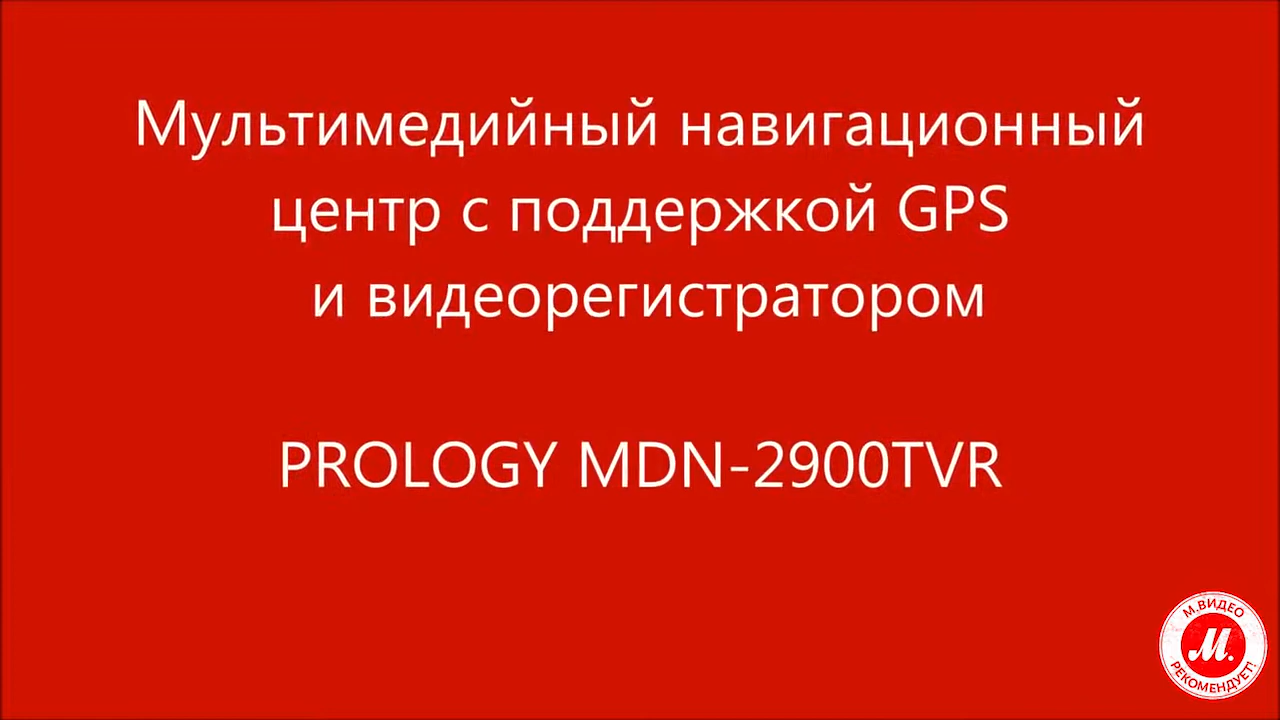 Мультимедийный навигационный
центр с поддержкой GPS
и видеорегистратором
PROLOGY MDN-2900TVR
М.ВИДЕО
М.
РЕКОМЕНДУЕТ!